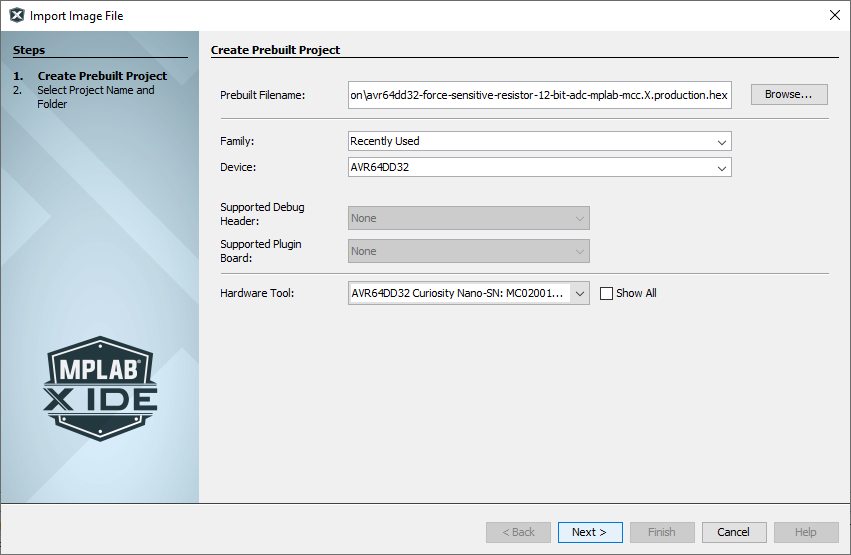 Import Image File
Steps
1. Create Prebuilt Project
2. Select Project Name and
Folder
MPLAB®
X IDE
Create Prebuilt Project
Prebuilt Filename: on\avr64dd32-force-sensitive-resistor-12-bit-adc-mplab-mcc.X.production.hex Browse...
Family: Recently Used
Device: AVR64DD32
Supported Debug
Header: None
Supported Plugin
Board: None
Hardware Tool: AVR64DD32 Curiosity Nano-SN: MC02001... Show All
< Back Next > Finish Cancel Help